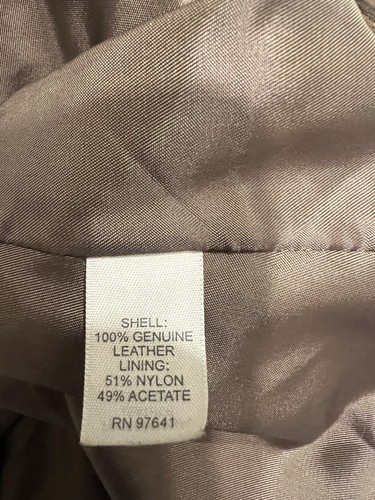 SHELL:
100% GENUINE
LEATHER
LINING:
51% NYLON
49% ACETATE
RN 97641